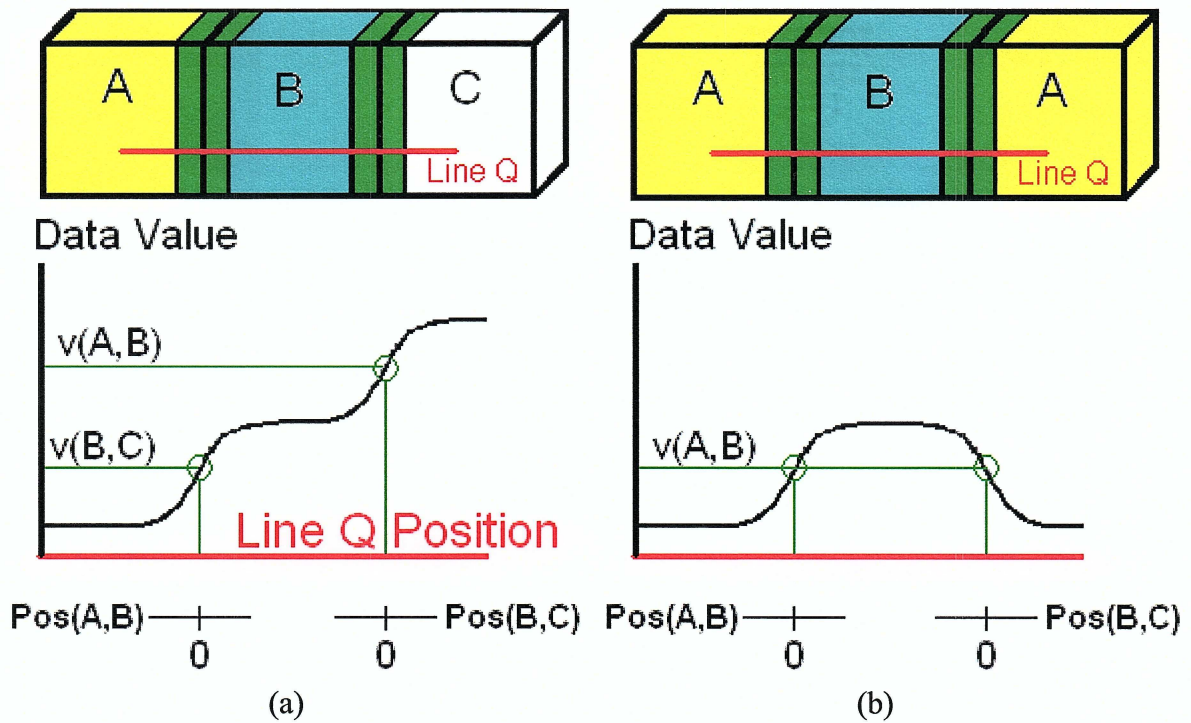 A B C
Line Q
Data Value
v(A,B)
v(B,C)
Line Q Position
Pos(A,B) Pos(B,C)
0 0
(a)
A B A
Line Q
Data Value
v(A,B)
Pos(A,B) Pos(B,C)
0 0
(b)